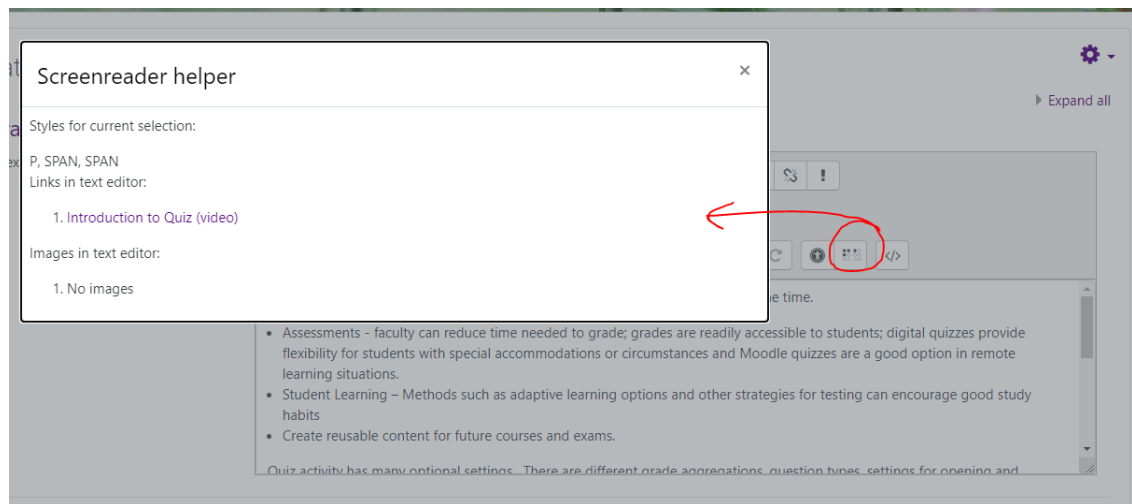 Screenreader helper
×
Expand all
Styles for current selection:
P, SPAN, SPAN
Links in text editor:
1. Introduction to Quiz (video)
Images in text editor:
1. No images
</>
time.
• Assessments - faculty can reduce time needed to grade; grades are readily accessible to students; digital quizzes provide
flexibility for students with special accommodations or circumstances and Moodle quizzes are a good option in remote
learning situations.
• Student Learning – Methods such as adaptive learning options and other strategies for testing can encourage good study
habits
• Create reusable content for future courses and exams.
Quiz activity has many optional settings. There are different grade aggregations, question types, settings for opening and